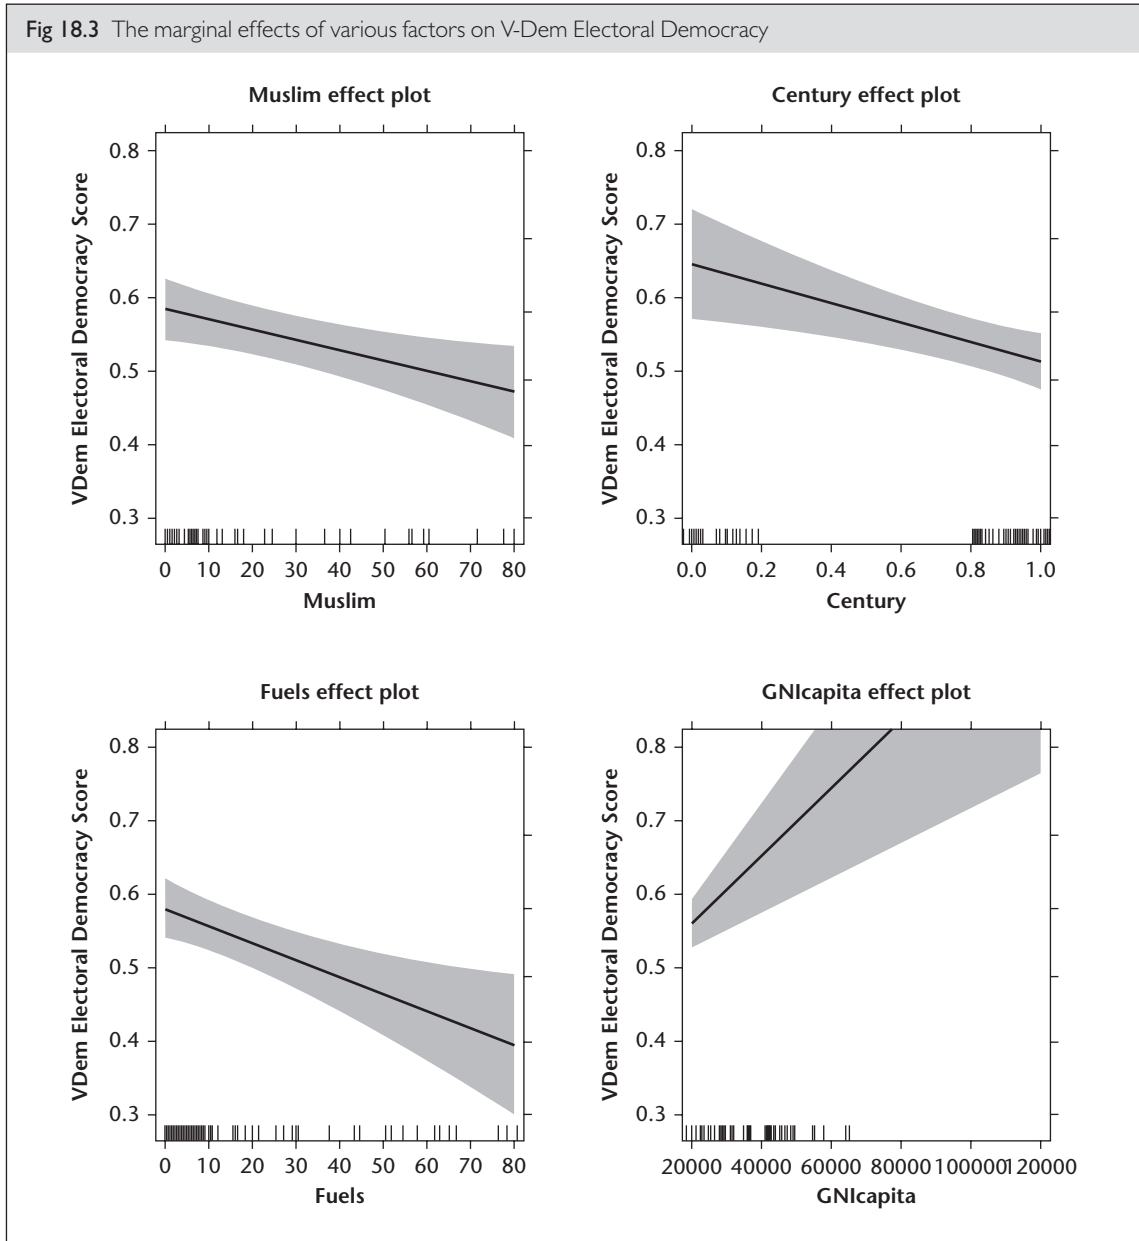 Fig 18.3 The marginal effects of various factors on V-Dem Electoral Democracy
Muslim effect plot
VDem Electoral Democracy Score
0.8
0.7
0.6
0.5
0.4
0.3
0 10 20 30 40 50 60 70 80
Muslim
Century effect plot
VDem Electoral Democracy Score
0.8
0.7
0.6
0.5
0.4
0.3
0.0 0.2 0.4 0.6 0.8 1.0
Century
Fuels effect plot
VDem Electoral Democracy Score
0.8
0.7
0.6
0.5
0.4
0.3
0 10 20 30 40 50 60 70 80
Fuels
GNIcapita effect plot
VDem Electoral Democracy Score
0.8
0.7
0.6
0.5
0.4
0.3
20000 40000 60000 80000 100000 120000
GNIcapita